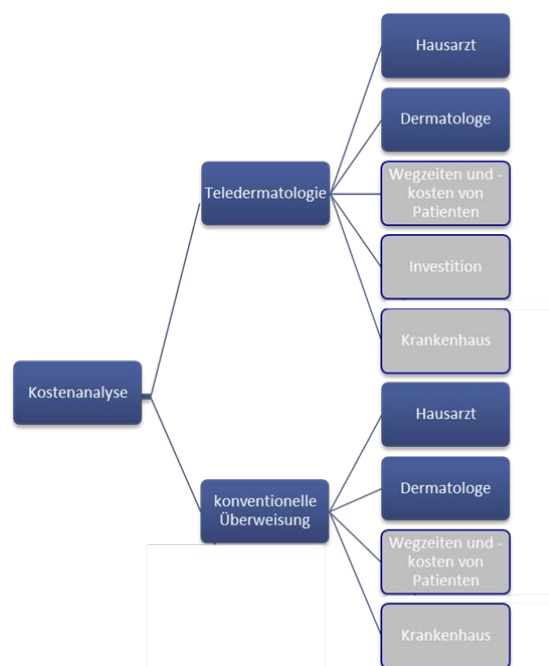 Hausarzt
Dermatologe
Wegzeiten und -
kosten von
Patienten
Teledermatologie
Investition
Krankenhaus
Kostenanalyse
Hausarzt
Dermatologe
konventionelle
Überweisung
Wegzeiten und -
kosten von
Patienten
Krankenhaus